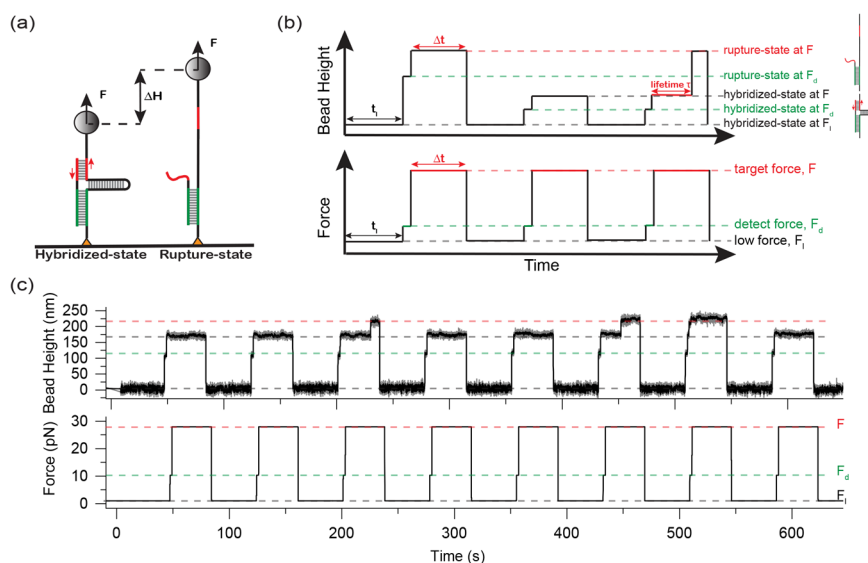 (a)
F
F
ΔH
Hybridized-state
Rupture-state
(b)
Bead Height
Δt
t_l
lifetime τ
rupture-state at F
rupture-state at F_d
hybridized-state at F
hybridized-state at F_d
hybridized-state at F_l
Force
Δt
t_l
target force, F
detect force, F_d
low force, F_l
Time
(c)
Bead Height (nm)
250
200
150
100
50
0
Force (pN)
30
20
10
0
F
F_d
F_l
0
100
200
300
400
500
600
Time (s)